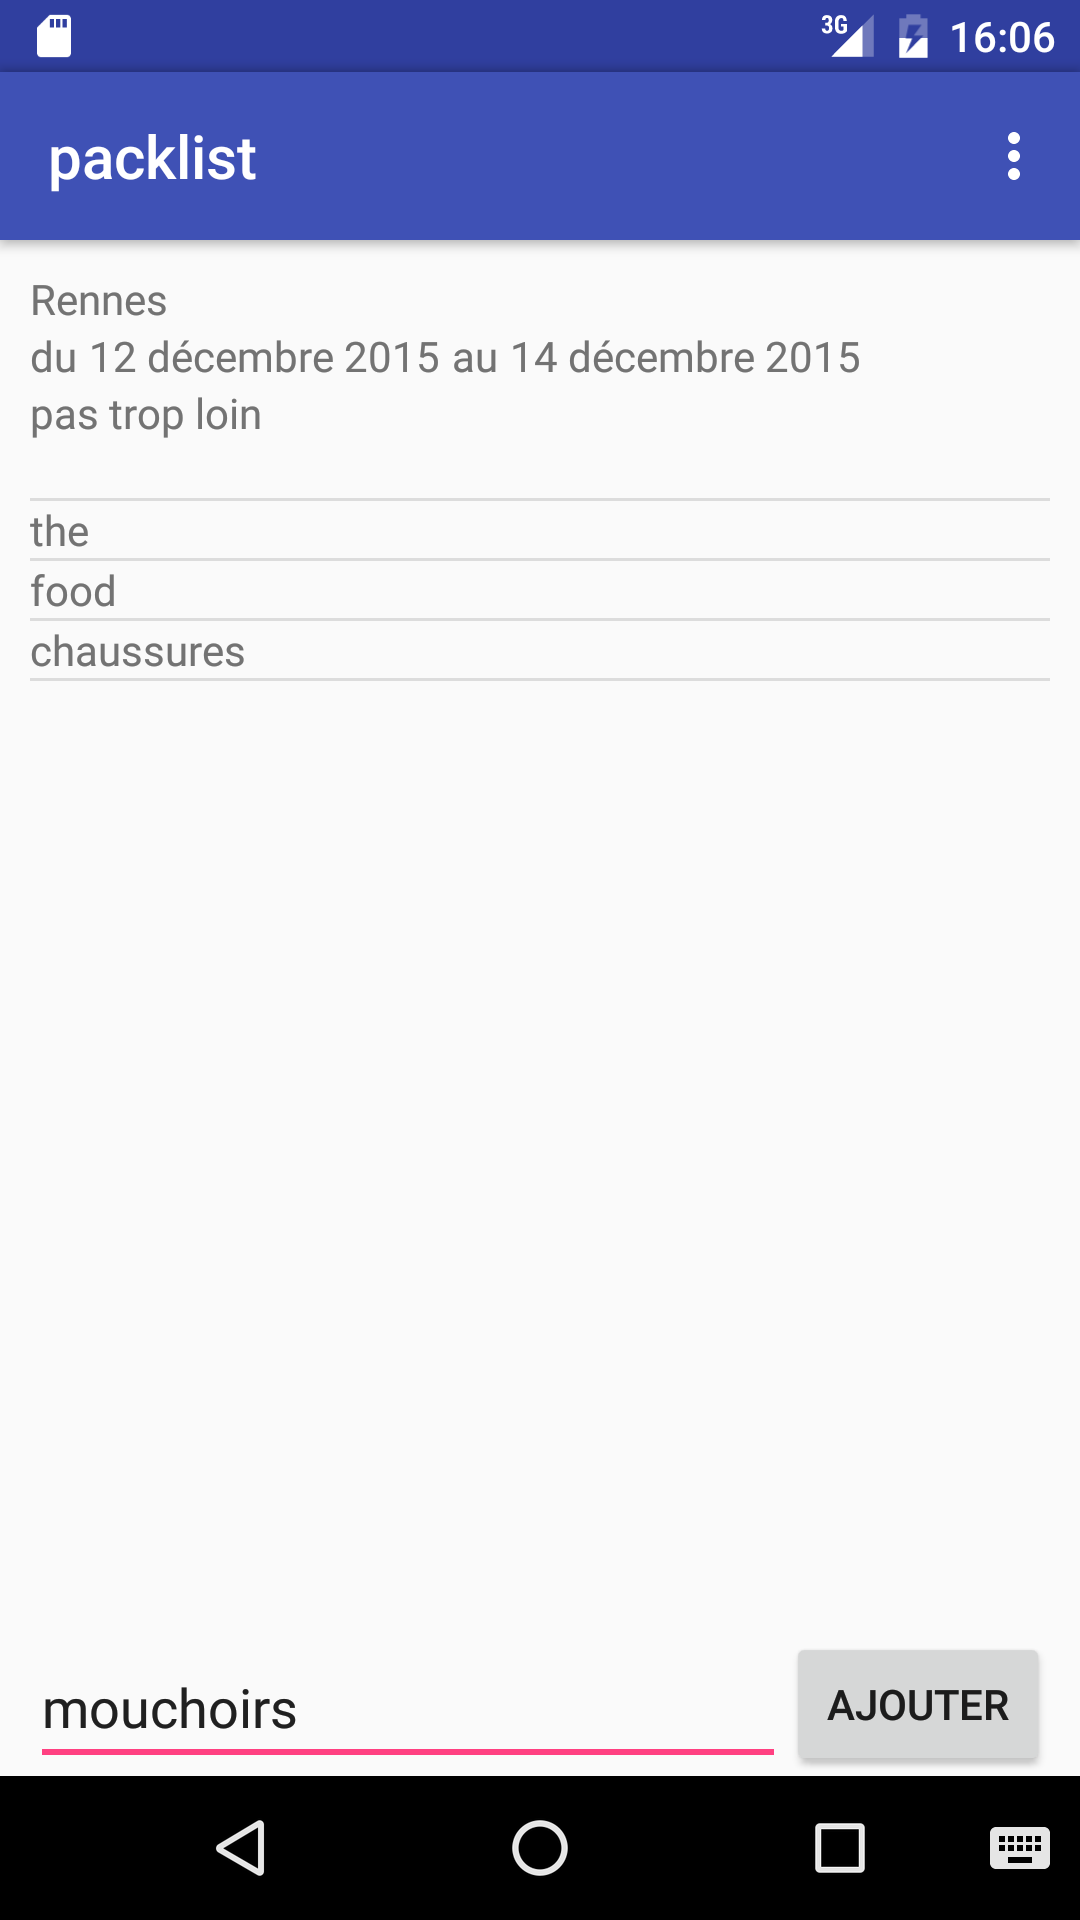 3G 16:06
packlist
Rennes
du 12 décembre 2015 au 14 décembre 2015
pas trop loin
the
food
chaussures
mouchoirs
AJOUTER